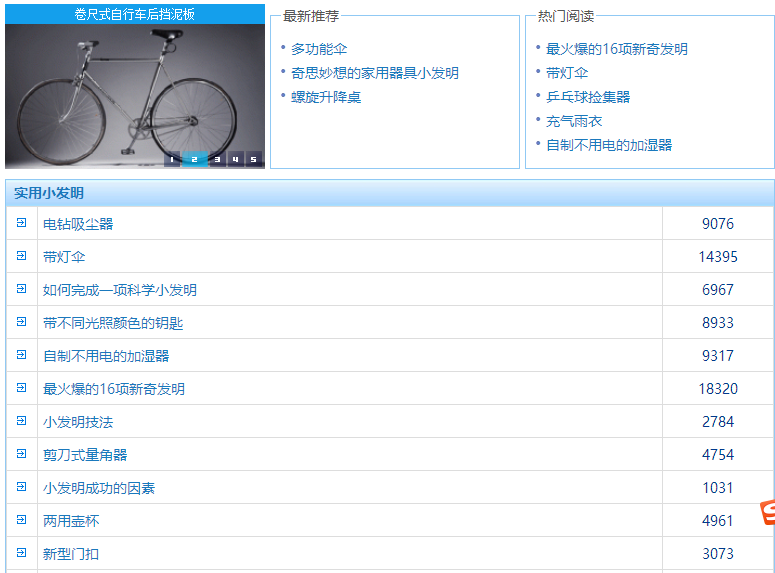 卷尺式自行车后挡泥板
1 2 3 4 5
最新推荐
多功能伞
奇思妙想的家用器具小发明
螺旋升降桌
热门阅读
最火爆的16项新奇发明
带灯伞
乒乓球捡集器
充气雨衣
自制不用电的加湿器
实用小发明
电钻吸尘器 9076
带灯伞 14395
如何完成一项科学小发明 6967
带不同光照颜色的钥匙 8933
自制不用电的加湿器 9317
最火爆的16项新奇发明 18320
小发明技法 2784
剪刀式量角器 4754
小发明成功的因素 1031
两用壶杯 4961
新型门扣 3073